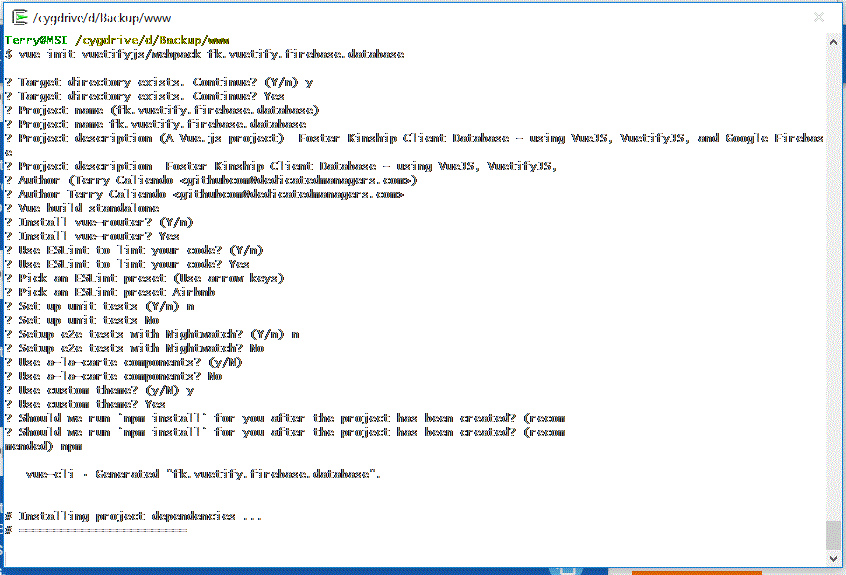 /cygdrive/d/Backup/www
Terry@MSI /cygdrive/d/Backup/www
$ vue init vuetifyjs/webpack fk.vuetify.firebase.database
? Target directory exists. Continue? (Y/n) y
? Target directory exists. Continue? Yes
? Project name (fk.vuetify.firebase.database)
? Project name fk.vuetify.firebase.database
? Project description (A Vue.js project)  Foster Kinship Client Database - using VueJS, VuetifyJS, and Google Firebas
e
? Project description  Foster Kinship Client Database - using VueJS, VuetifyJS,
? Author (Terry Caliendo <githubcom@dedicatedmanagers.com>)
? Author Terry Caliendo <githubcom@dedicatedmanagers.com>
? Vue build standalone
? Install vue-router? (Y/n)
? Install vue-router? Yes
? Use ESLint to lint your code? (Y/n)
? Use ESLint to lint your code? Yes
? Pick an ESLint preset (Use arrow keys)
? Pick an ESLint preset Airbnb
? Set up unit tests (Y/n) n
? Set up unit tests No
? Setup e2e tests with Nightwatch? (Y/n) n
? Setup e2e tests with Nightwatch? No
? Use a-la-carte components? (y/N)
? Use a-la-carte components? No
? Use custom theme? (y/N) y
? Use custom theme? Yes
? Should we run `npm install` for you after the project has been created? (recom
? Should we run `npm install` for you after the project has been created? (recom
mended) npm
vue-cli · Generated "fk.vuetify.firebase.database".
# Installing project dependencies ...
# ========================